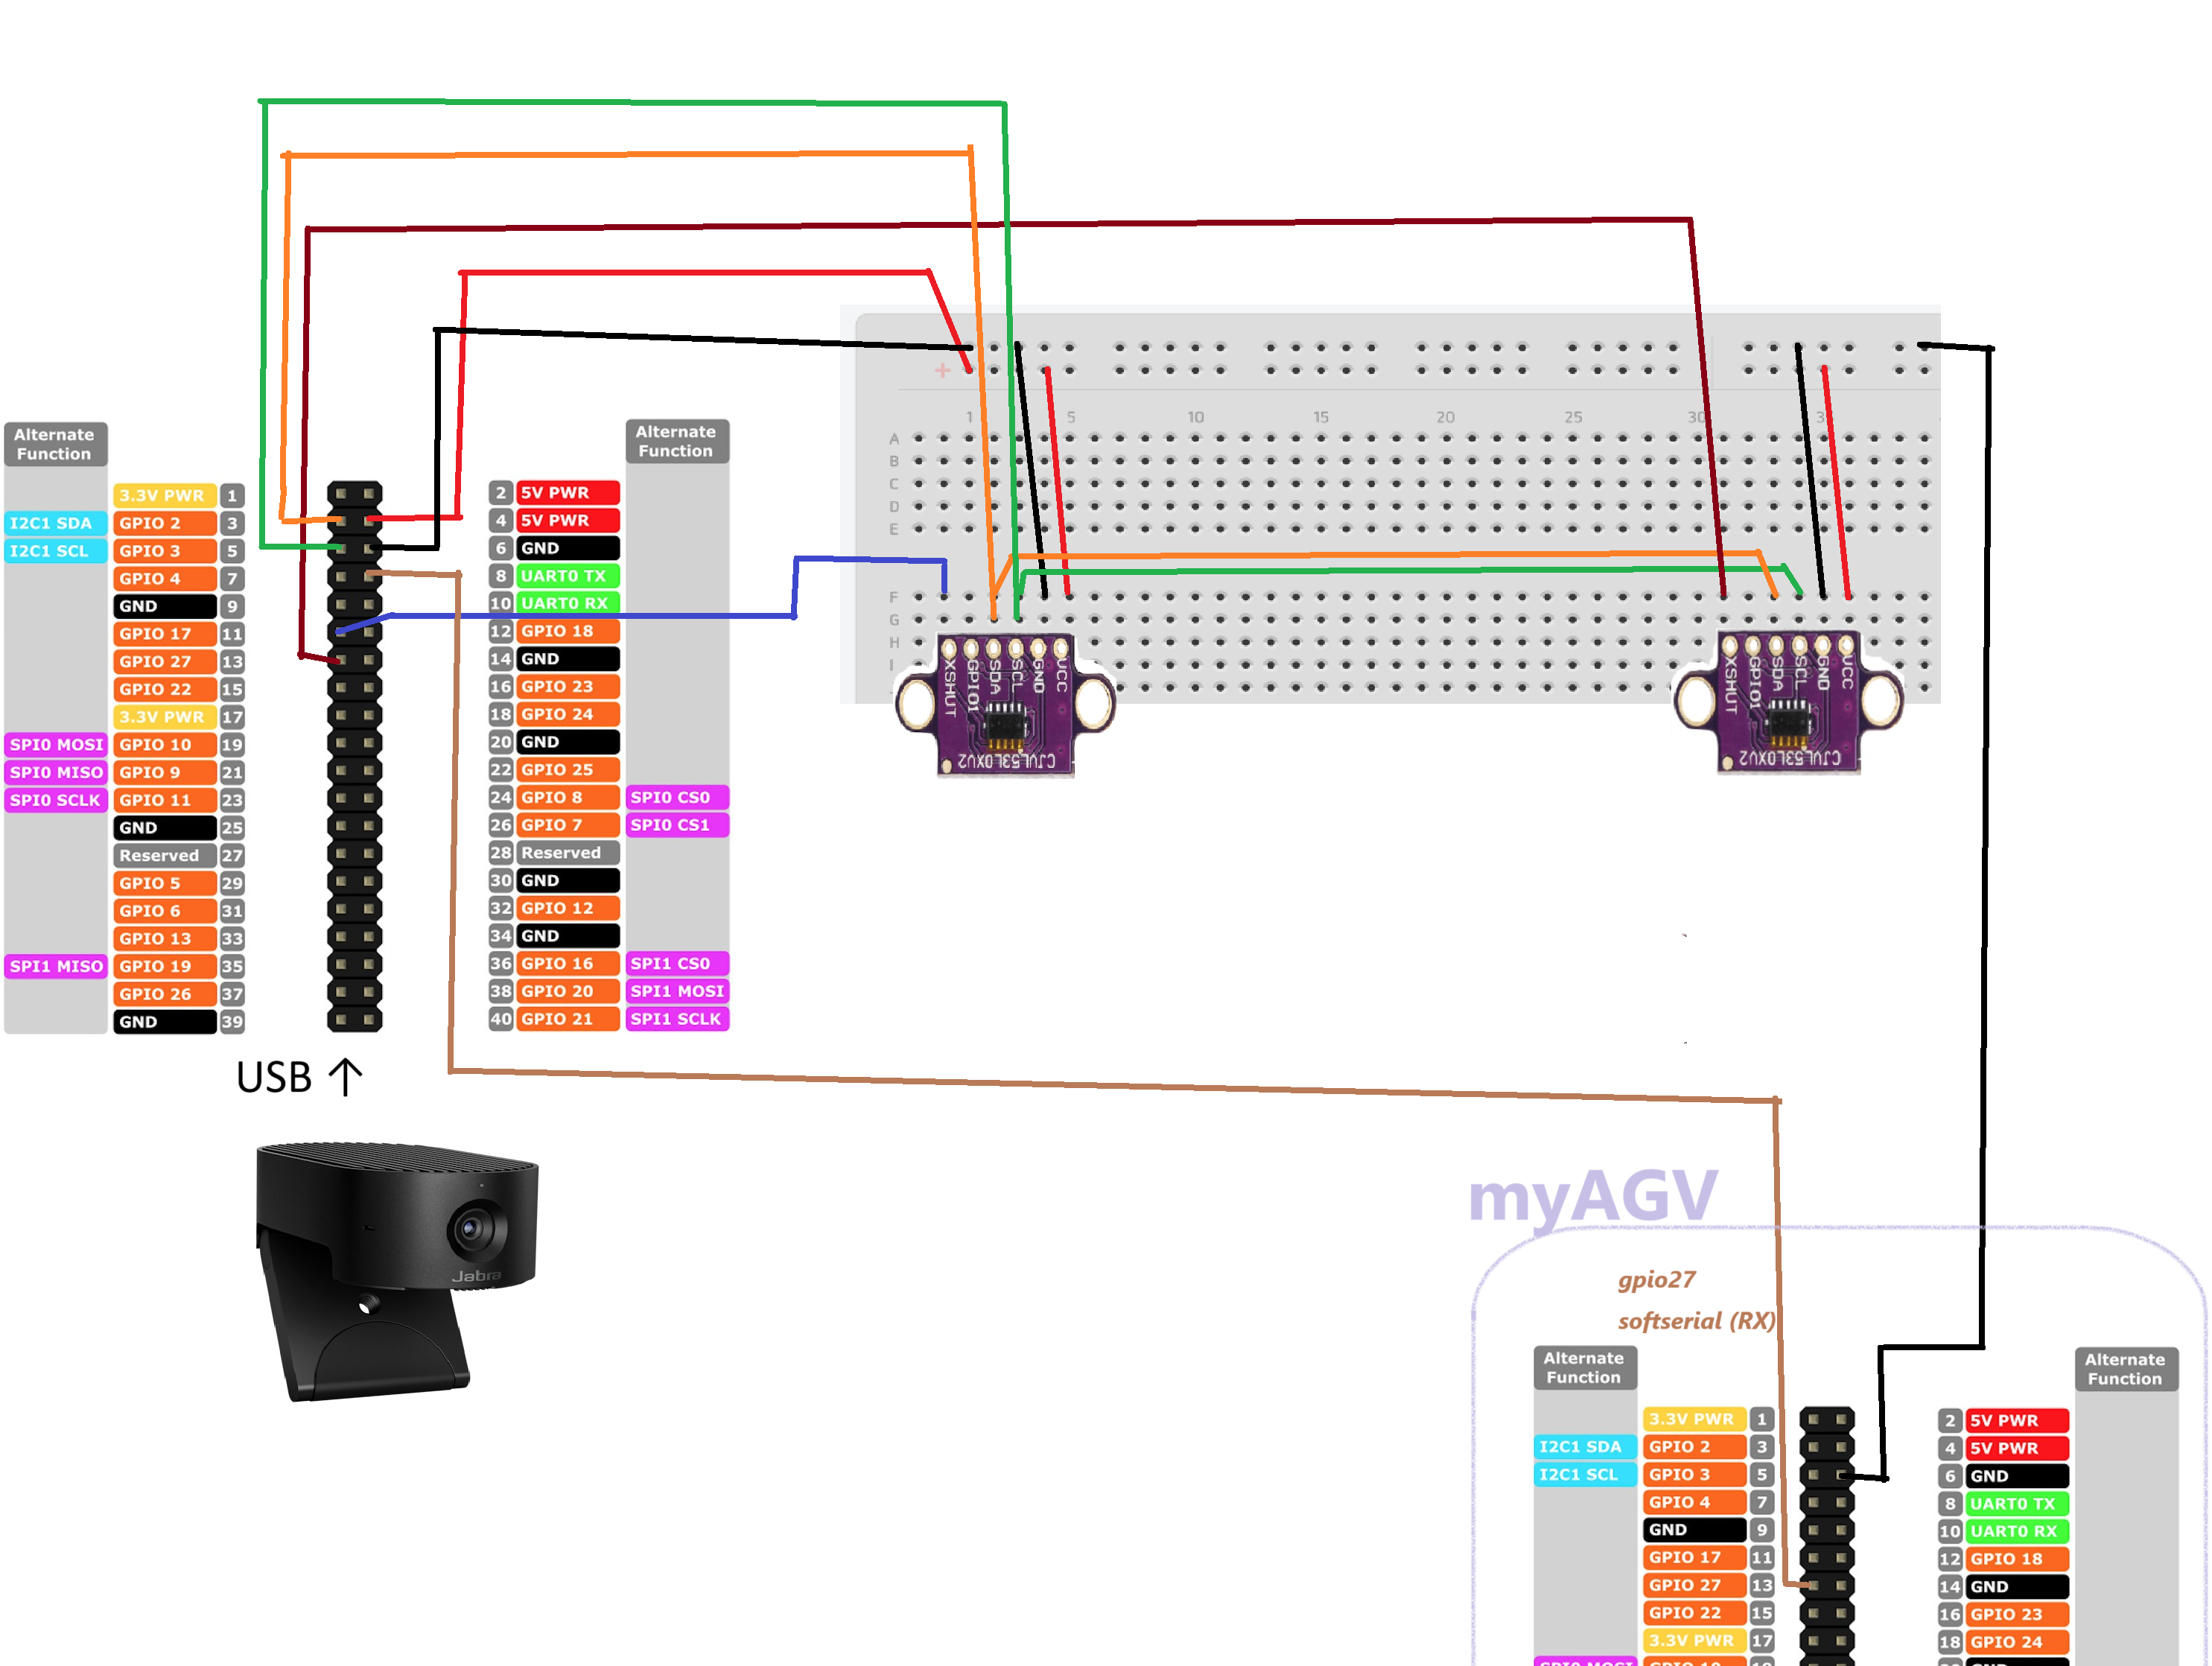 +
1 5 10 15 20 25 30
A
B
C
D
E
F
G
H
I
Alternate
Function
3.3V PWR 1
I2C1 SDA GPIO 2 3
I2C1 SCL GPIO 3 5
GPIO 4 7
GND 9
GPIO 17 11
GPIO 27 13
GPIO 22 15
3.3V PWR 17
SPI0 MOSI GPIO 10 19
SPI0 MISO GPIO 9 21
SPI0 SCLK GPIO 11 23
GND 25
Reserved 27
GPIO 5 29
GPIO 6 31
GPIO 13 33
SPI1 MISO GPIO 19 35
GPIO 26 37
GND 39
Alternate
Function
2 5V PWR
4 5V PWR
6 GND
8 UART0 TX
10 UART0 RX
12 GPIO 18
14 GND
16 GPIO 23
18 GPIO 24
20 GND
22 GPIO 25
24 GPIO 8 SPI0 CS0
26 GPIO 7 SPI0 CS1
28 Reserved
30 GND
32 GPIO 12
34 GND
36 GPIO 16 SPI1 CS0
38 GPIO 20 SPI1 MOSI
40 GPIO 21 SPI1 SCLK
XSHUT
GPIO1
SDA
SCL
GND
VCC
CJVL53L0XV2
XSHUT
GPIO1
SDA
SCL
GND
VCC
CJVL53L0XV2
USB ↑
Jabra
myAGV
gpio27
softserial (RX)
Alternate
Function
3.3V PWR 1
I2C1 SDA GPIO 2 3
I2C1 SCL GPIO 3 5
GPIO 4 7
GND 9
GPIO 17 11
GPIO 27 13
GPIO 22 15
3.3V PWR 17
Alternate
Function
2 5V PWR
4 5V PWR
6 GND
8 UART0 TX
10 UART0 RX
12 GPIO 18
14 GND
16 GPIO 23
18 GPIO 24